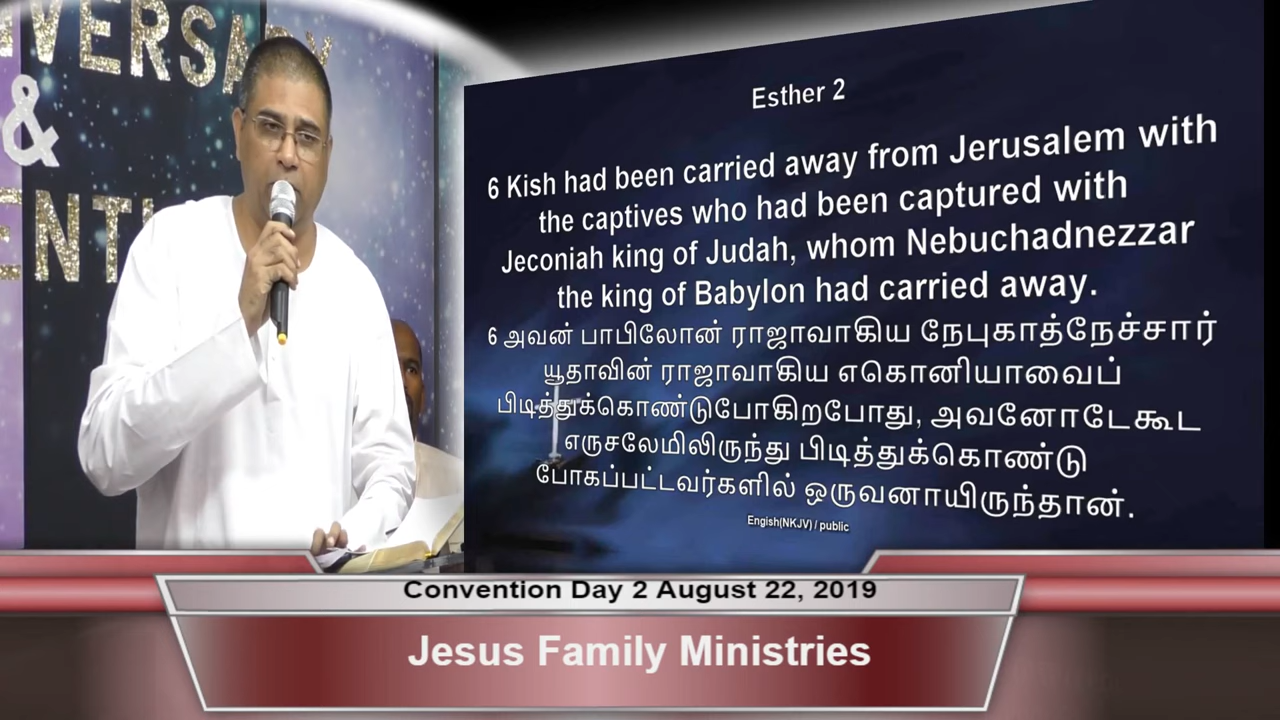 VERSARY
&
ENTI
Esther 2
6 Kish had been carried away from Jerusalem with
the captives who had been captured with
Jeconiah king of Judah, whom Nebuchadnezzar
the king of Babylon had carried away.
6 அவன் பாபிலோன் ராஜாவாகிய நேபுகாத்நேச்சார்
யூதாவின் ராஜாவாகிய எகொனியாவைப்
பிடித்துக்கொண்டுபோகிறபோது, அவனோடேகூட
எருசலேமிலிருந்து பிடித்துக்கொண்டு
போகப்பட்டவர்களில் ஒருவனாயிருந்தான்.
Engish(NKJV) / public
Convention Day 2 August 22, 2019
Jesus Family Ministries